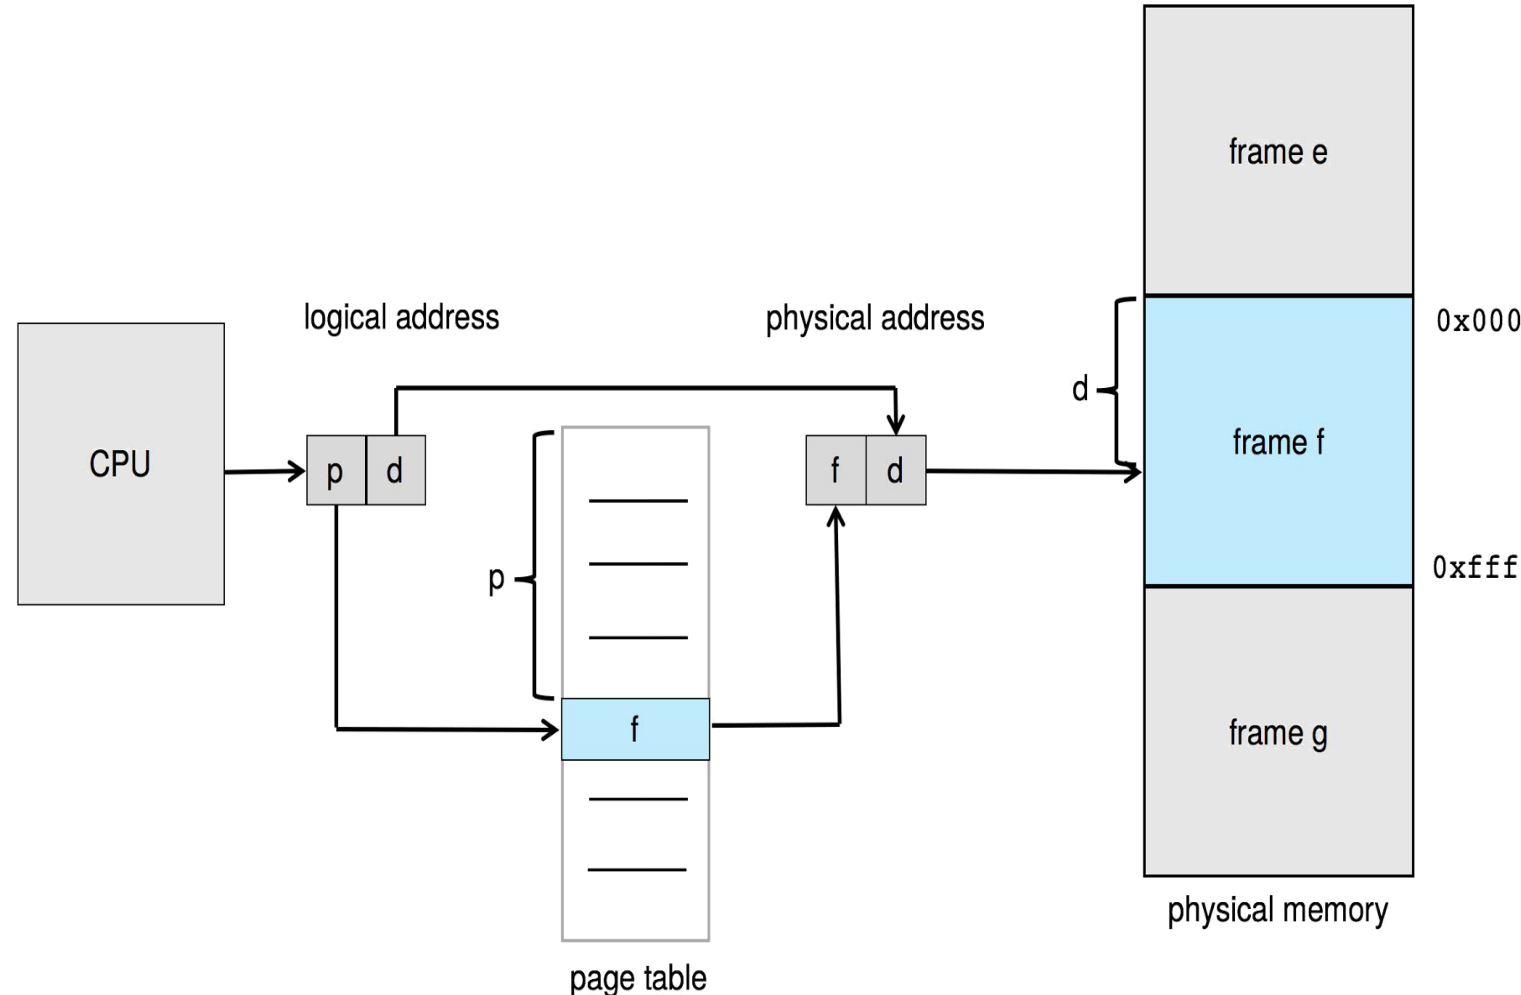 frame e
logical address
physical address
0x000
d
CPU
p
d
f
d
frame f
p
0xfff
f
frame g
physical memory
page table